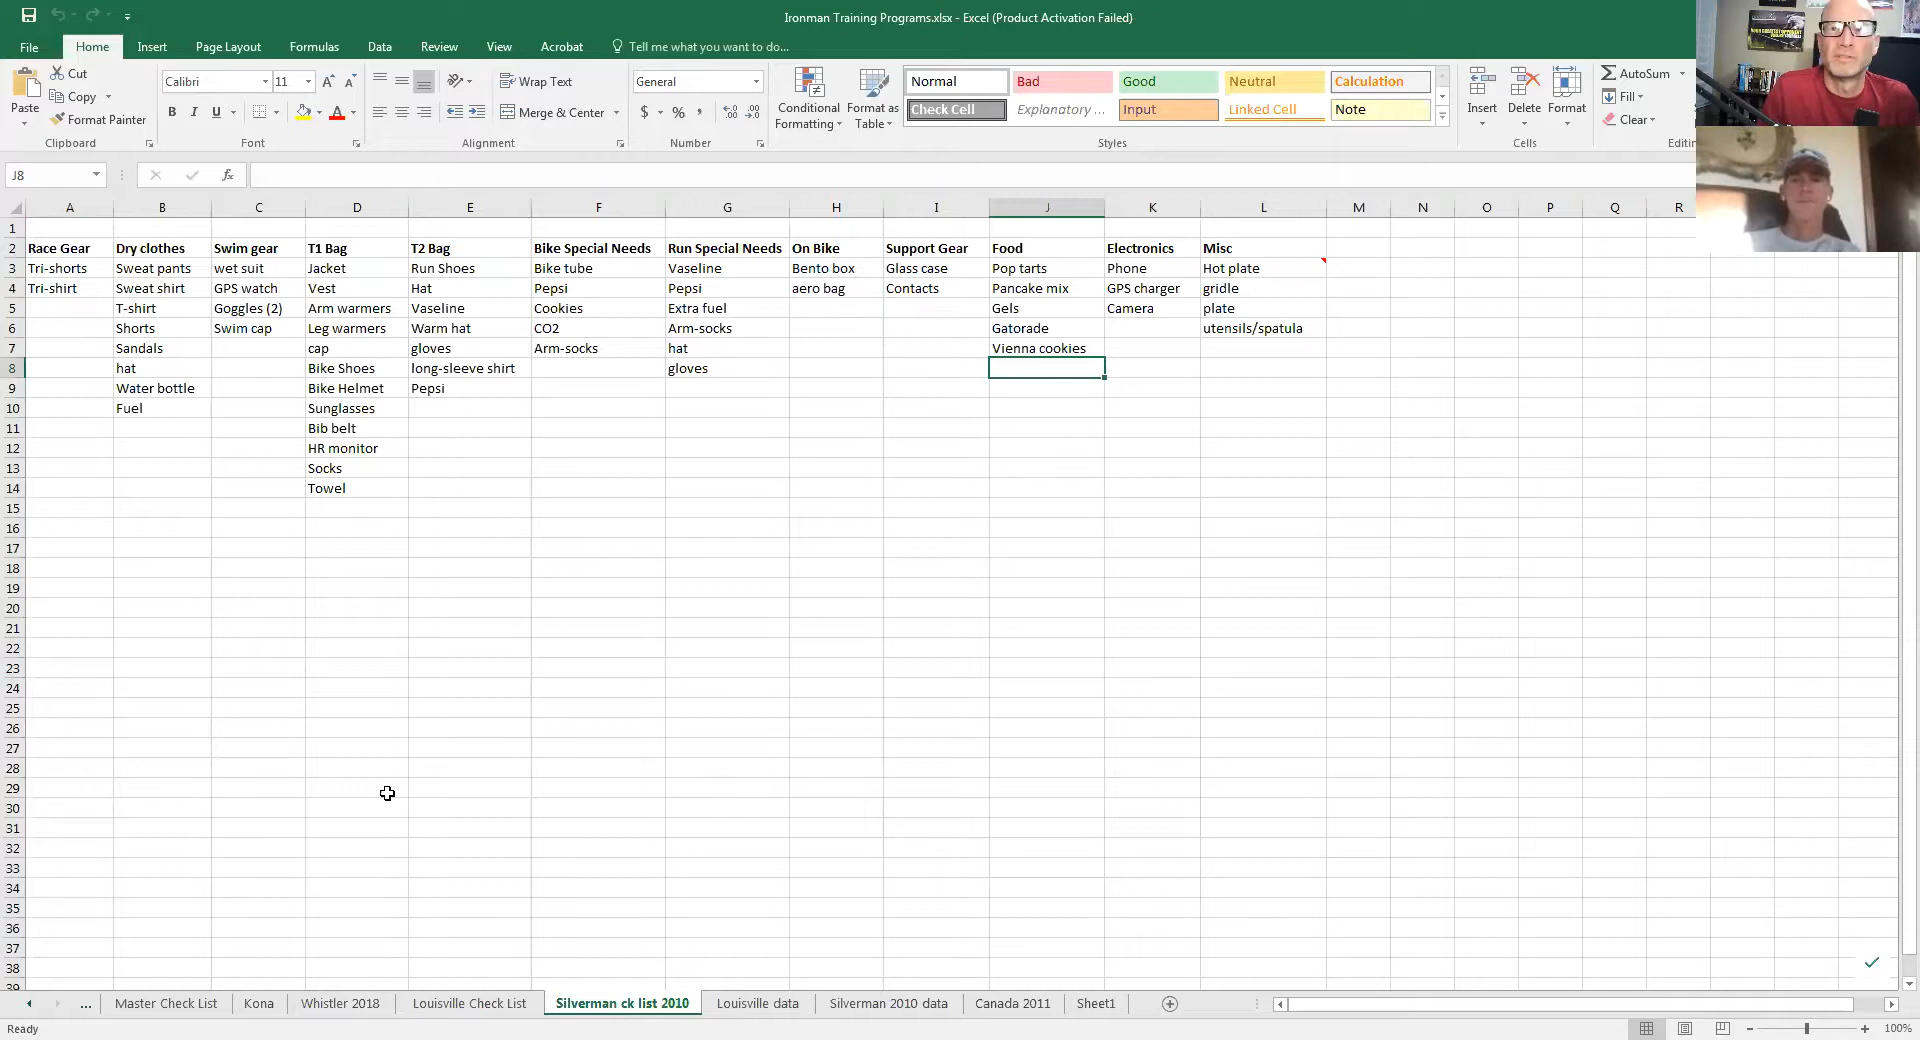 Ironman Training Programs.xlsx - Excel (Product Activation Failed)
File Home Insert Page Layout Formulas Data Review View Acrobat Tell me what you want to do...
Paste
Cut
Copy
Format Painter
Clipboard
Calibri 11
B I U
Font
Wrap Text
Merge & Center
Alignment
General
$ % ,
Number
Conditional Formatting
Format as Table
Normal Bad Good Neutral Calculation
Check Cell Explanatory ... Input Linked Cell Note
Styles
Insert Delete Format
Cells
AutoSum
Fill
Clear
Editin
J8 fx
A B C D E F G H I J K L M N O P Q R
1
2 Race Gear Dry clothes Swim gear T1 Bag T2 Bag Bike Special Needs Run Special Needs On Bike Support Gear Food Electronics Misc
3 Tri-shorts Sweat pants wet suit Jacket Run Shoes Bike tube Vaseline Bento box Glass case Pop tarts Phone Hot plate
4 Tri-shirt Sweat shirt GPS watch Vest Hat Pepsi Pepsi aero bag Contacts Pancake mix GPS charger gridle
5 T-shirt Goggles (2) Arm warmers Vaseline Cookies Extra fuel Gels Camera plate
6 Shorts Swim cap Leg warmers Warm hat CO2 Arm-socks Gatorade utensils/spatula
7 Sandals cap gloves Arm-socks hat Vienna cookies
8 hat Bike Shoes long-sleeve shirt gloves
9 Water bottle Bike Helmet Pepsi
10 Fuel Sunglasses
11 Bib belt
12 HR monitor
13 Socks
14 Towel
15
16
17
18
19
20
21
22
23
24
25
26
27
28
29
30
31
32
33
34
35
36
37
38
39
... Master Check List Kona Whistler 2018 Louisville Check List Silverman ck list 2010 Louisville data Silverman 2010 data Canada 2011 Sheet1
Ready 100%